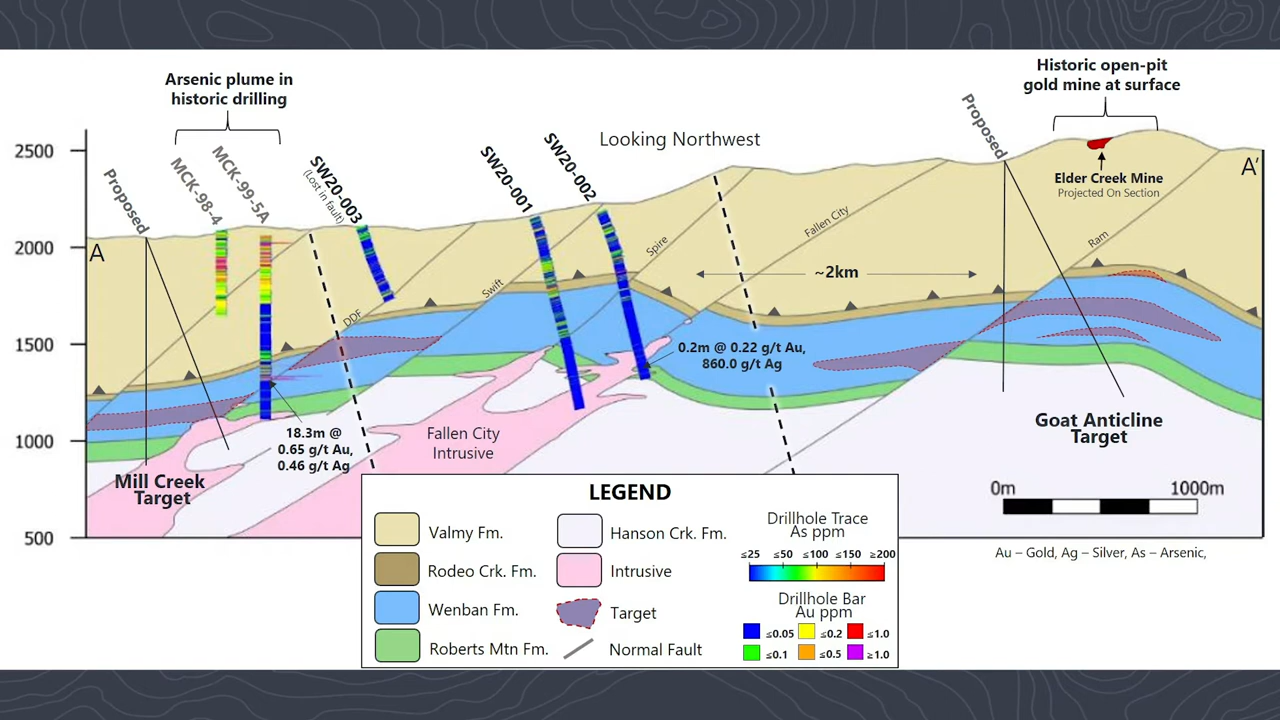 Arsenic plume in
historic drilling
Historic open-pit
gold mine at surface
Looking Northwest
Proposed
MCK-98-4
MCK-99-5A
SW20-003
(Lost in fault)
SW20-001
SW20-002
Proposed
Elder Creek Mine
Projected On Section
A
A'
2500
2000
1500
1000
500
DDF
Swift
Spire
Fallen City
Ram
~2km
0.2m @ 0.22 g/t Au,
860.0 g/t Ag
18.3m @
0.65 g/t Au,
0.46 g/t Ag
Fallen City
Intrusive
Mill Creek
Target
Goat Anticline
Target
0m 1000m
Au – Gold, Ag – Silver, As – Arsenic,
LEGEND
Valmy Fm.
Rodeo Crk. Fm.
Wenban Fm.
Roberts Mtn Fm.
Hanson Crk. Fm.
Intrusive
Target
Normal Fault
Drillhole Trace
As ppm
≤25 ≤50 ≤100 ≤150 ≥200
Drillhole Bar
Au ppm
≤0.05 ≤0.2 ≤1.0
≤0.1 ≤0.5 ≥1.0